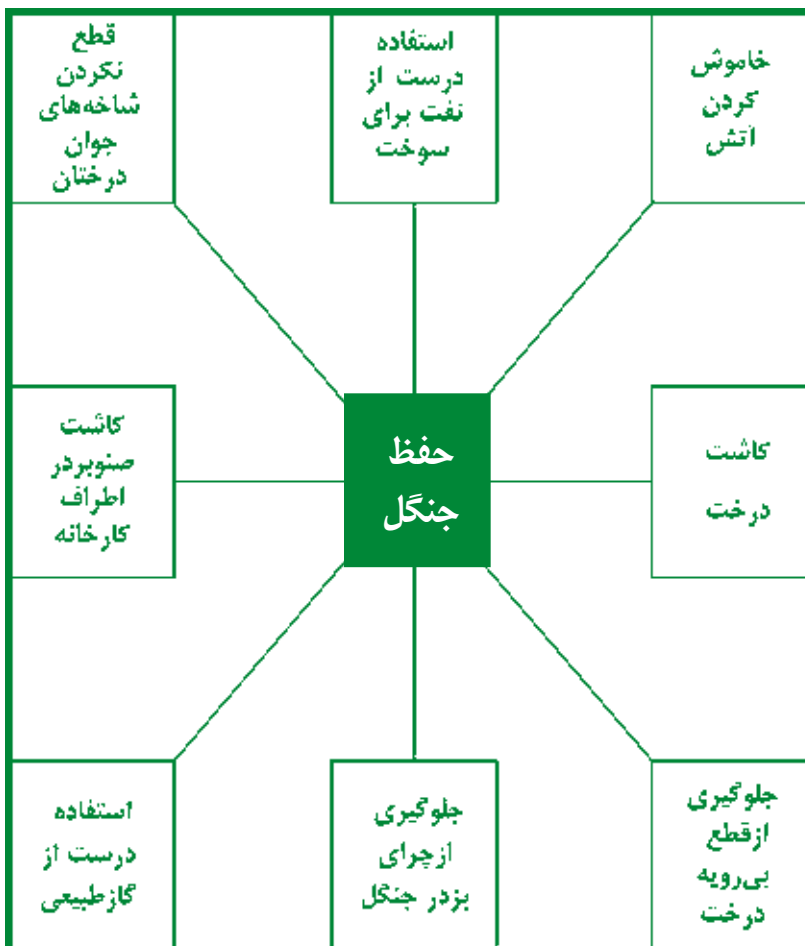 خاموش
کردن
آتش
استفاده
درست از
نفت برای
سوخت
قطع
نکردن
شاخه‌های
جوان
درختان
کاشت
درخت
حفظ
جنگل
کاشت
صنوبردر
اطراف
کارخانه
جلوگیری
ازقطع
بی‌رویه
درخت
جلوگیری
ازچرای
بزدر جنگل
استفاده
درست از
گازطبیعی